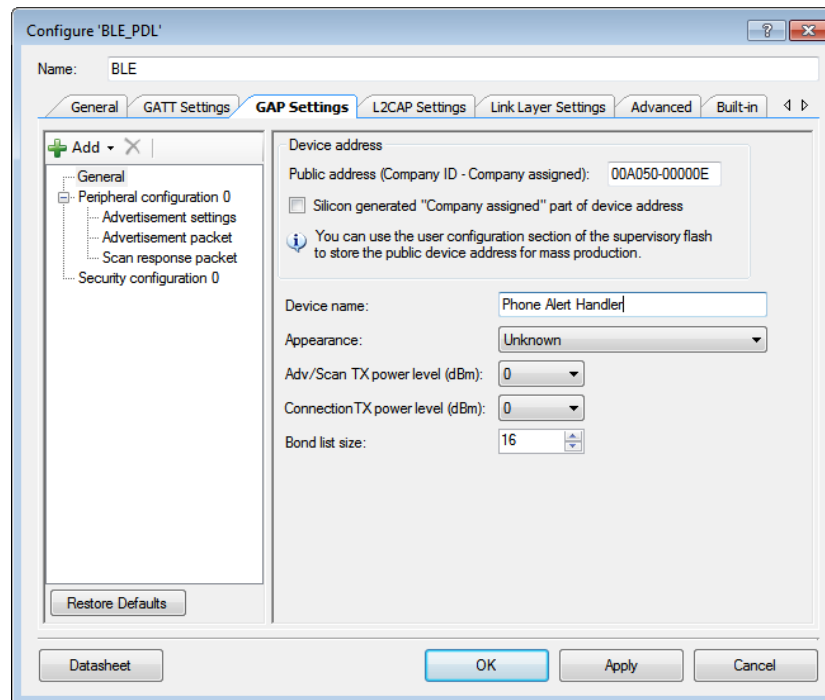 Configure 'BLE_PDL'
Name: BLE
General GATT Settings GAP Settings L2CAP Settings Link Layer Settings Advanced Built-in
Add
General
Peripheral configuration 0
Advertisement settings
Advertisement packet
Scan response packet
Security configuration 0
Restore Defaults
Device address
Public address (Company ID - Company assigned): 00A050-00000E
Silicon generated "Company assigned" part of device address
You can use the user configuration section of the supervisory flash
to store the public device address for mass production.
Device name: Phone Alert Handler
Appearance: Unknown
Adv/Scan TX power level (dBm): 0
Connection TX power level (dBm): 0
Bond list size: 16
Datasheet OK Apply Cancel